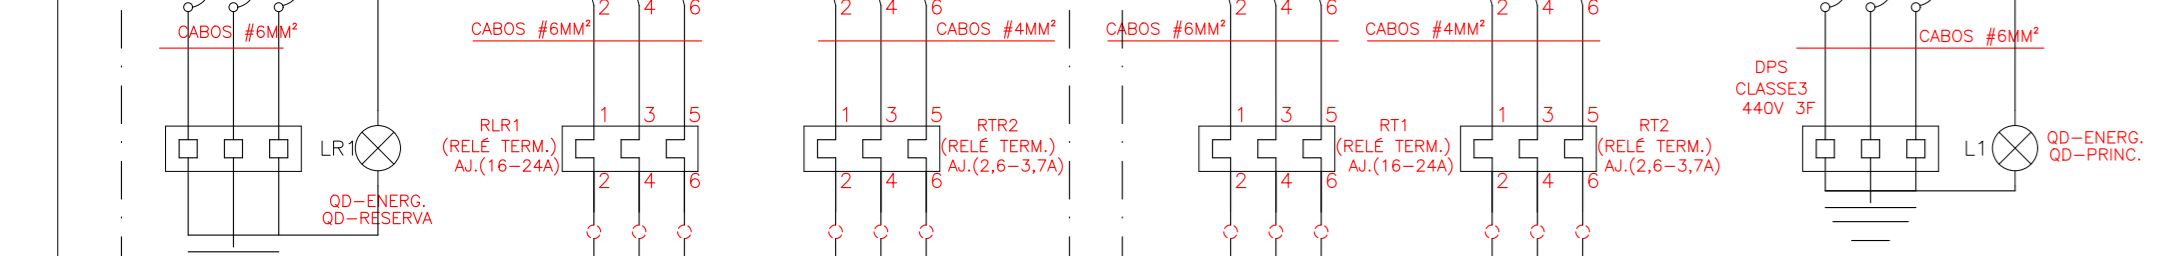 2 4 6
2 4 6
2 4 6
2 4 6
CABOS #6MM²
CABOS #6MM²
CABOS #4MM²
CABOS #6MM²
CABOS #4MM²
CABOS #6MM²
DPS
CLASSE3
440V 3F
1 3 5
1 3 5
1 3 5
1 3 5
LR1
QD-ENERG.
QD-RESERVA
RLR1
(RELÉ TERM.)
AJ.(16-24A)
RTR2
(RELÉ TERM.)
AJ.(2,6-3,7A)
RT1
(RELÉ TERM.)
AJ.(16-24A)
RT2
(RELÉ TERM.)
AJ.(2,6-3,7A)
L1
QD-ENERG.
QD-PRINC.
2 4 6
2 4 6
2 4 6
2 4 6